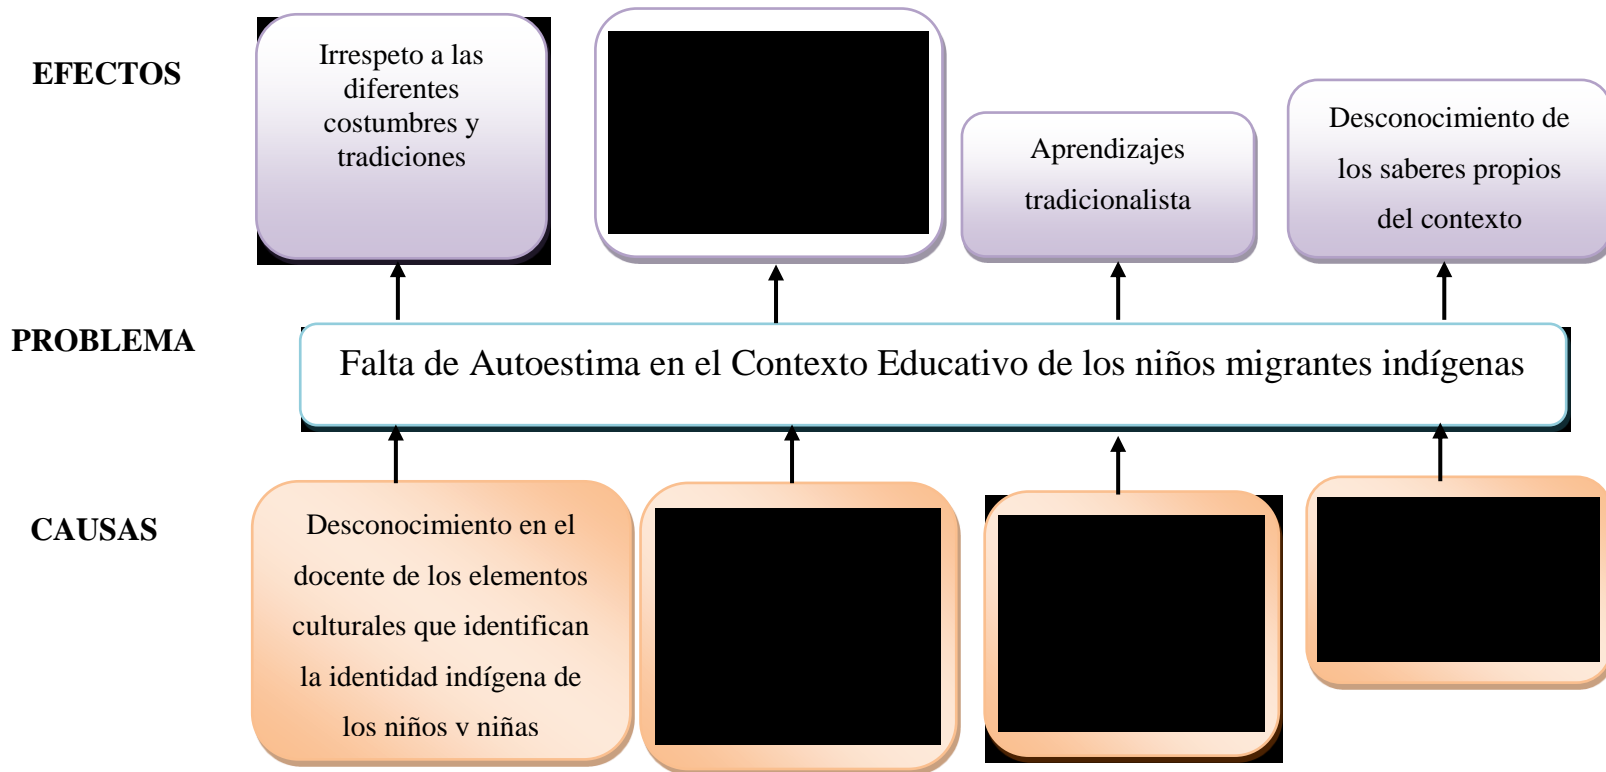 EFECTOS
Irrespeto a las
diferentes
costumbres y
tradiciones
Aprendizajes
tradicionalista
Desconocimiento de
los saberes propios
del contexto
PROBLEMA
Falta de Autoestima en el Contexto Educativo de los niños migrantes indígenas
CAUSAS
Desconocimiento en el
docente de los elementos
culturales que identifican
la identidad indígena de
los niños y niñas